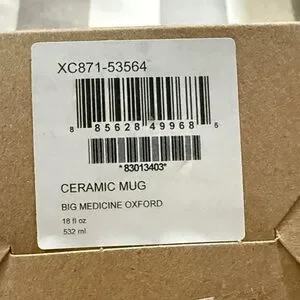 XC871-53564
8 85628 49968 5
*83013403*
CERAMIC MUG
BIG MEDICINE OXFORD
18 fl oz
532 ml